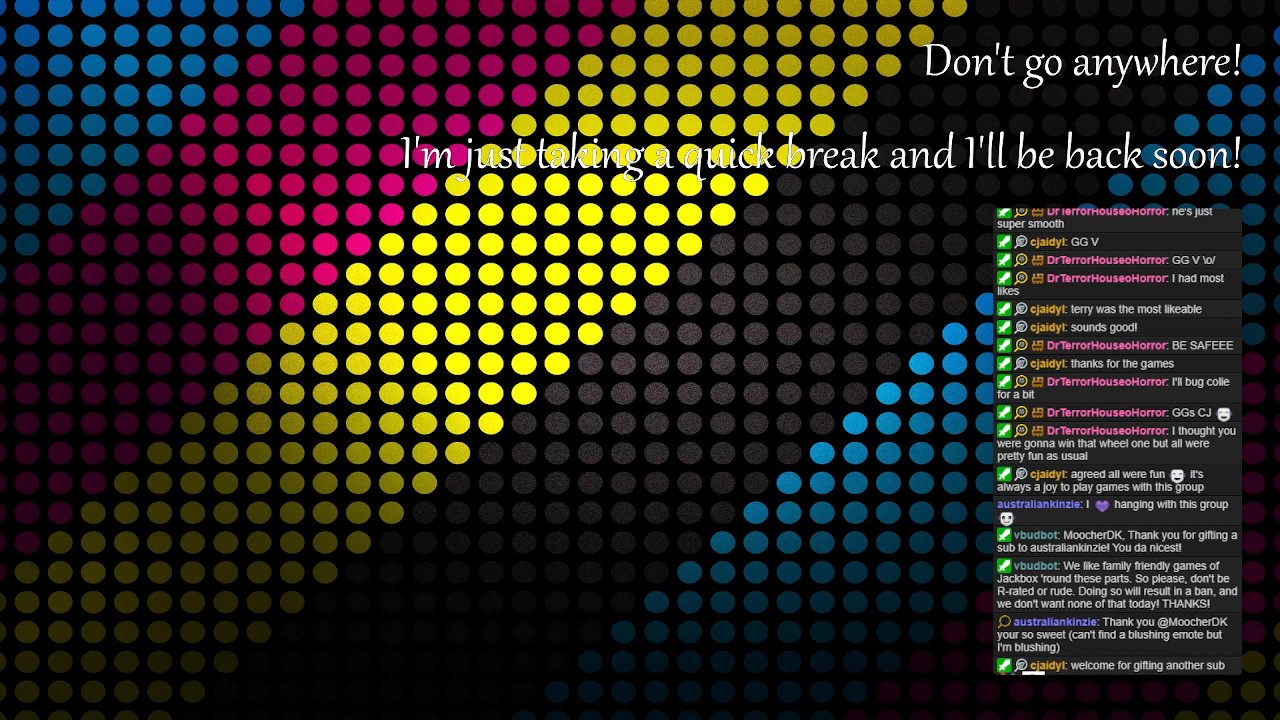 Don't go anywhere!
I'm just taking a quick break and I'll be back soon!
DrTerrorHouseoHorror: he's just
super smooth
cjaidyl: GG V
DrTerrorHouseoHorror: GG V \o/
DrTerrorHouseoHorror: I had most
likes
cjaidyl: terry was the most likeable
cjaidyl: sounds good!
DrTerrorHouseoHorror: BE SAFEEE
cjaidyl: thanks for the games
DrTerrorHouseoHorror: I'll bug colie
for a bit
DrTerrorHouseoHorror: GGs CJ
DrTerrorHouseoHorror: I thought you
were gonna win that wheel one but all were
pretty fun as usual
cjaidyl: agreed all were fun it's
always a joy to play games with this group
australiankinzie: I hanging with this group
vbudbot: MoocherDK, Thank you for gifting a
sub to australiankinzie! You da nicest!
vbudbot: We like family friendly games of
Jackbox 'round these parts. So please, don't be
R-rated or rude. Doing so will result in a ban, and
we don't want none of that today! THANKS!
australiankinzie: Thank you @MoocherDK
your so sweet (can't find a blushing emote but
I'm blushing)
cjaidyl: welcome for gifting another sub